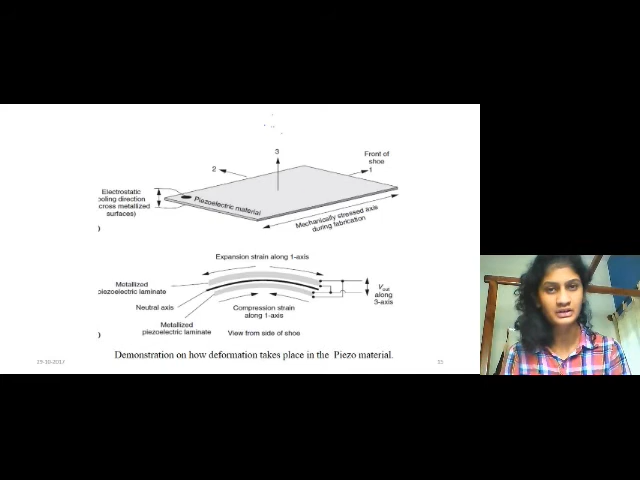 3
2
Front of
shoe
1
Electrostatic
poling direction
across metallized
surfaces)
Piezoelectric material
Mechanically stressed axis
during fabrication
)
Expansion strain along 1-axis
Metallized
piezoelectric laminate
Neutral axis
Metallized
piezoelectric laminate
Compression strain
along 1-axis
View from side of shoe
Vout
along
3-axis
)
Demonstration on how deformation takes place in the Piezo material.